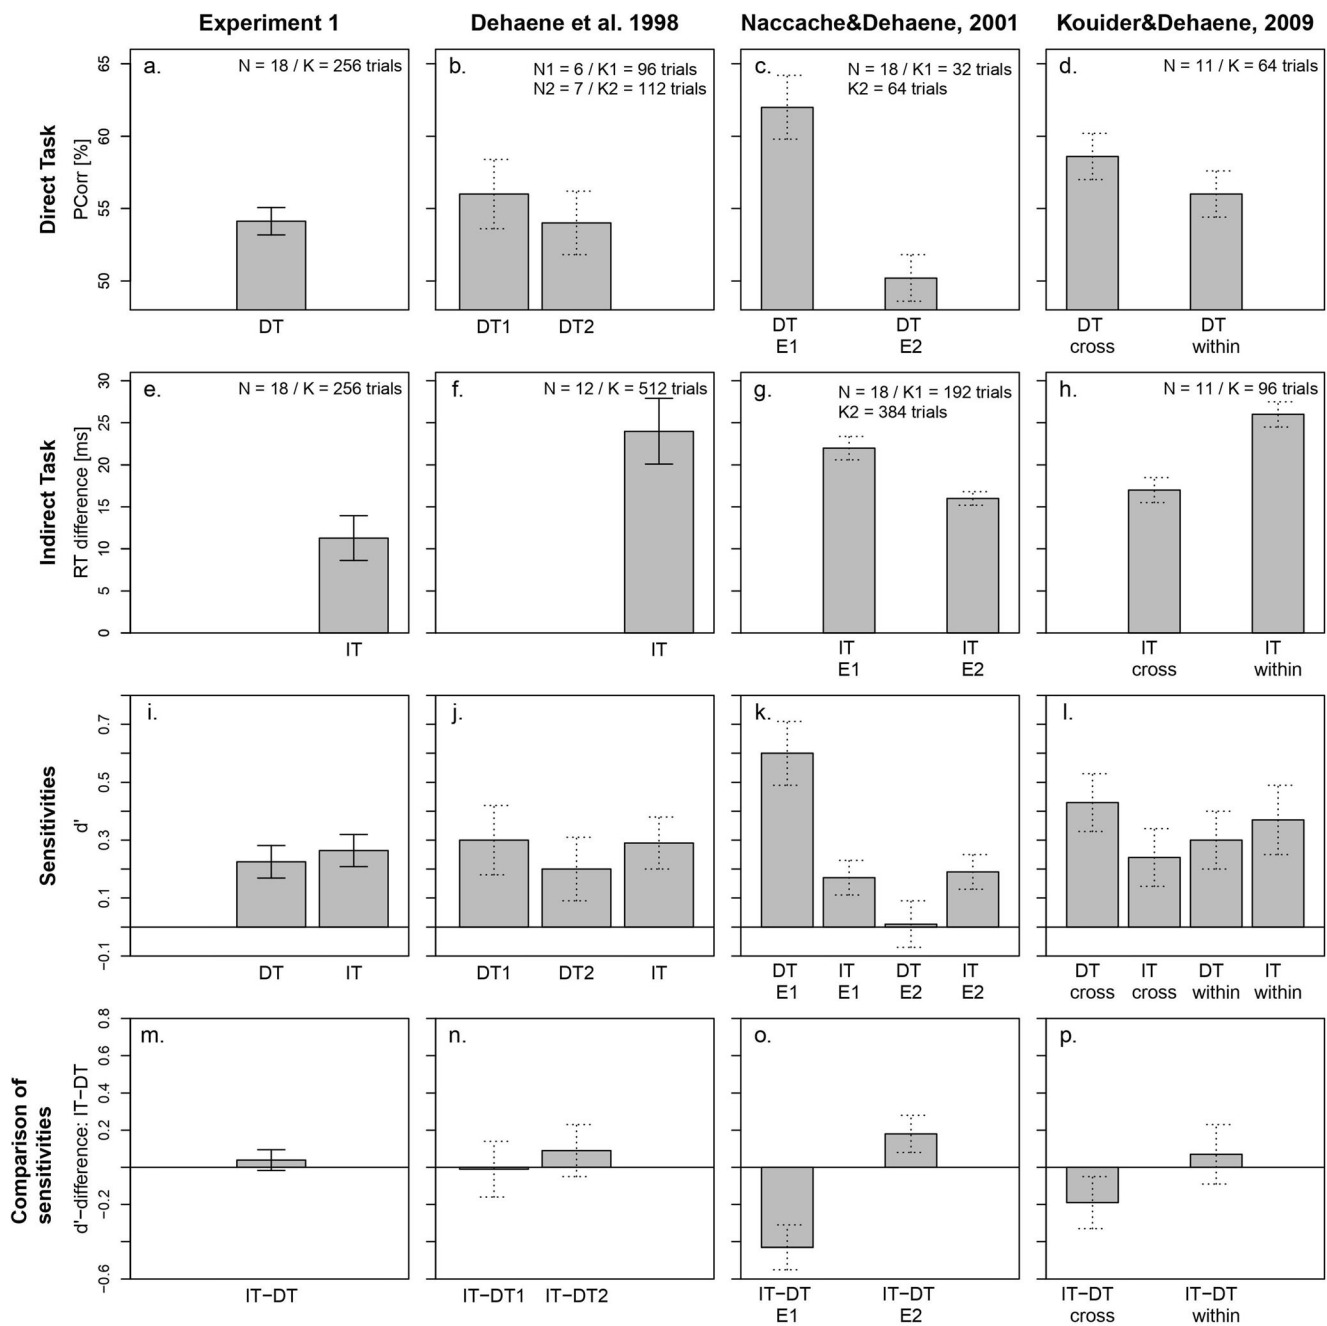 Experiment 1
Dehaene et al. 1998
Naccache&Dehaene, 2001
Kouider&Dehaene, 2009
Direct Task
PCorr [%]
65
60
55
50
a.
N = 18 / K = 256 trials
DT
b.
N1 = 6 / K1 = 96 trials
N2 = 7 / K2 = 112 trials
DT1
DT2
c.
N = 18 / K1 = 32 trials
K2 = 64 trials
DT
E1
DT
E2
d.
N = 11 / K = 64 trials
DT
cross
DT
within
Indirect Task
RT difference [ms]
30
25
20
15
10
5
0
e.
N = 18 / K = 256 trials
IT
f.
N = 12 / K = 512 trials
IT
g.
N = 18 / K1 = 192 trials
K2 = 384 trials
IT
E1
IT
E2
h.
N = 11 / K = 96 trials
IT
cross
IT
within
Sensitivities
d'
0.7
0.5
0.3
0.1
−0.1
i.
DT
IT
j.
DT1
DT2
IT
k.
DT
E1
IT
E1
DT
E2
IT
E2
l.
DT
cross
IT
cross
DT
within
IT
within
Comparison of
sensitivities
d'−difference: IT−DT
0.8
0.6
0.4
0.2
−0.2
−0.6
m.
IT−DT
n.
IT−DT1
IT−DT2
o.
IT−DT
E1
IT−DT
E2
p.
IT−DT
cross
IT−DT
within